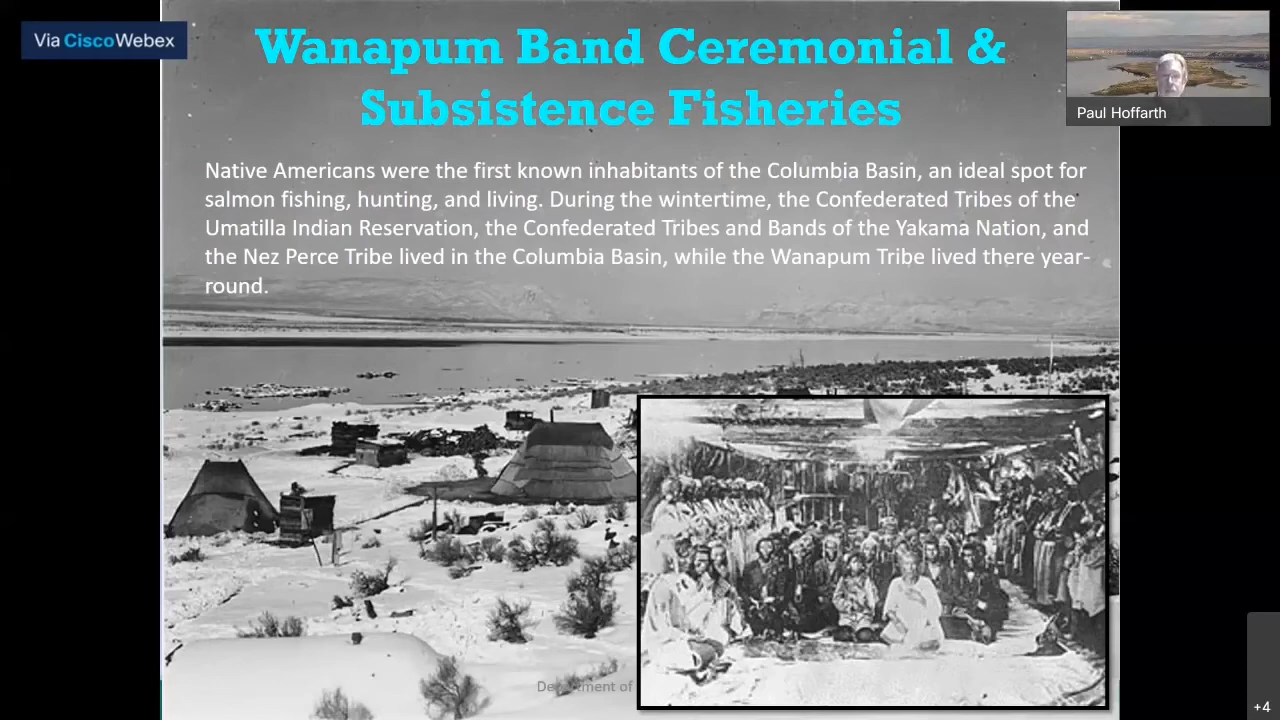 Via Cisco Webex
Wanapum Band Ceremonial &
Subsistence Fisheries
Paul Hoffarth
Native Americans were the first known inhabitants of the Columbia Basin, an ideal spot for
salmon fishing, hunting, and living. During the wintertime, the Confederated Tribes of the
Umatilla Indian Reservation, the Confederated Tribes and Bands of the Yakama Nation, and
the Nez Perce Tribe lived in the Columbia Basin, while the Wanapum Tribe lived there year-
round.
Department of
+4